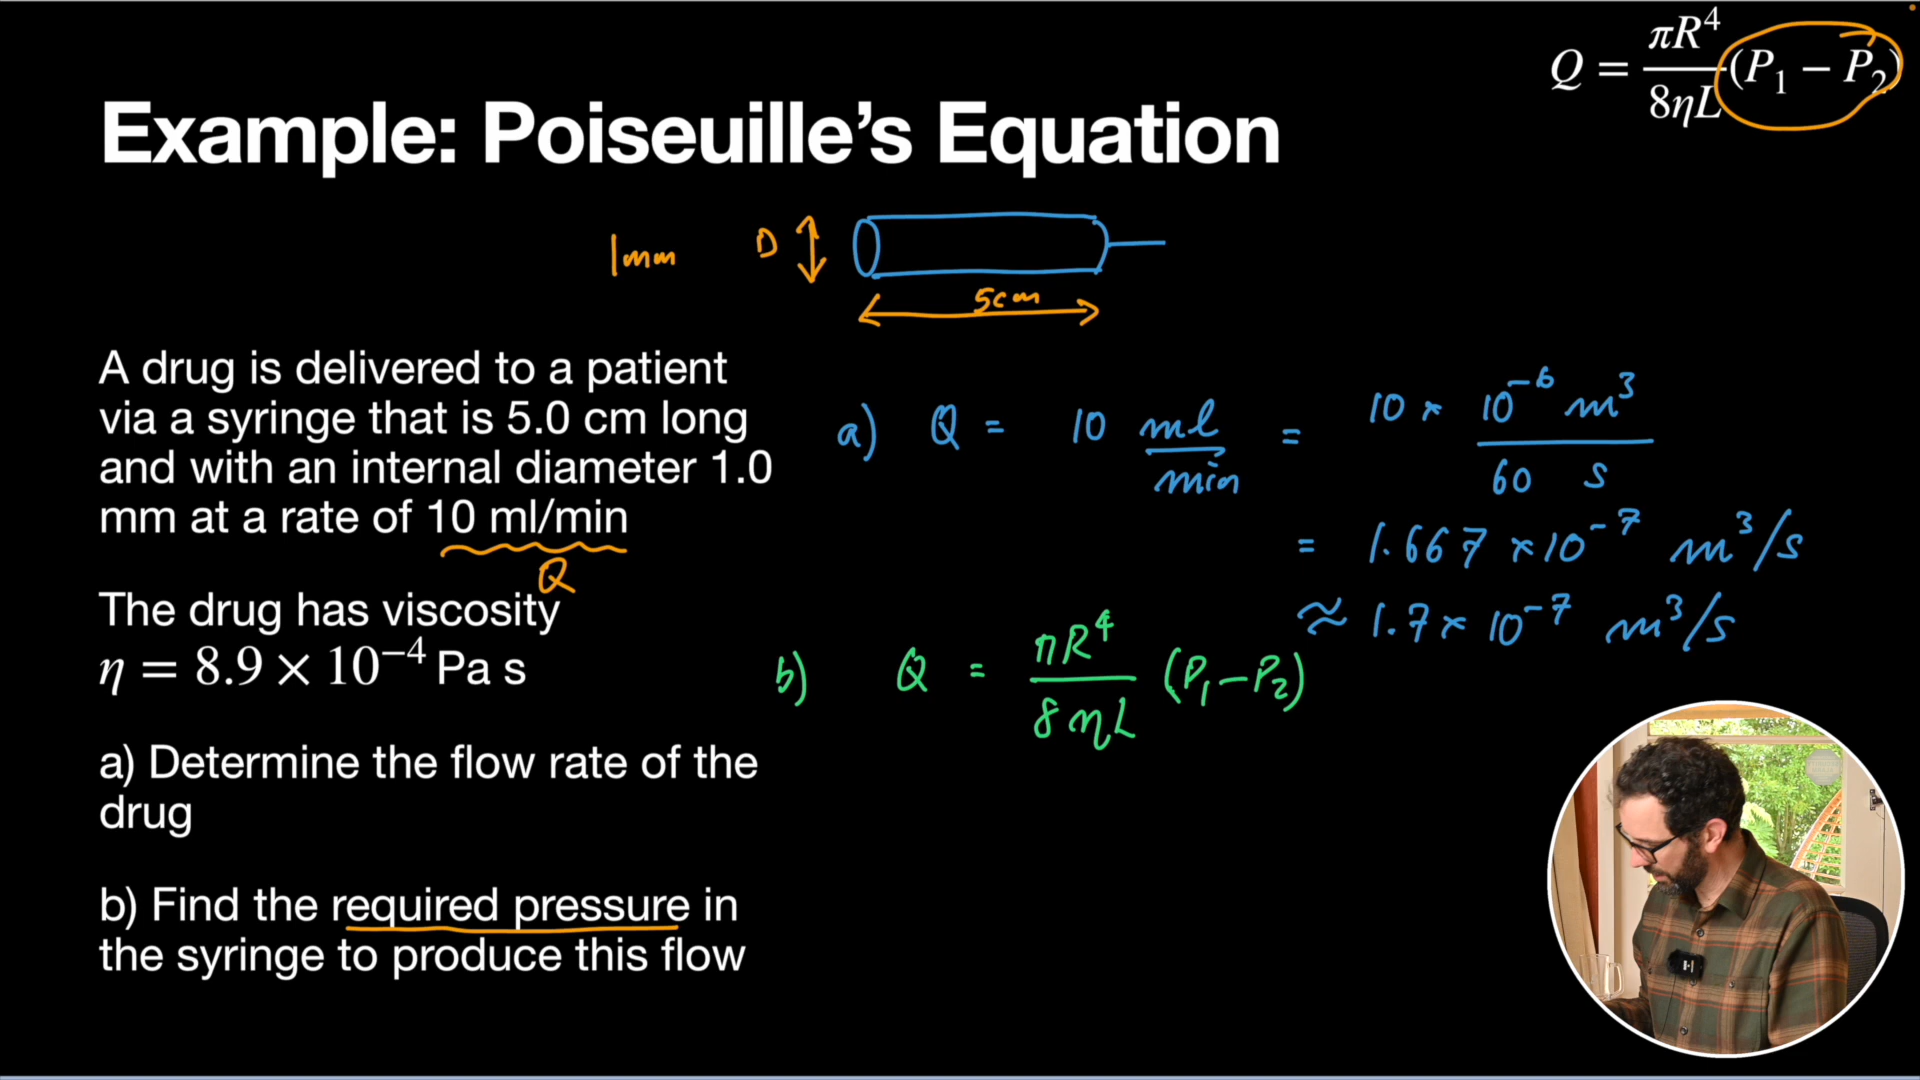 Q = πR⁴/8ηL (P₁ − P₂)
Example: Poiseuille's Equation
1mm D
5cm
A drug is delivered to a patient
via a syringe that is 5.0 cm long
and with an internal diameter 1.0
mm at a rate of 10 ml/min
Q
The drug has viscosity
η = 8.9 × 10⁻⁴ Pa s
a) Determine the flow rate of the
drug
b) Find the required pressure in
the syringe to produce this flow
a) Q = 10 ml/min = 10 × 10⁻⁶ m³/60 s
= 1.667 × 10⁻⁷ m³/s
≈ 1.7 × 10⁻⁷ m³/s
b) Q = πR⁴/8ηL (P₁ − P₂)